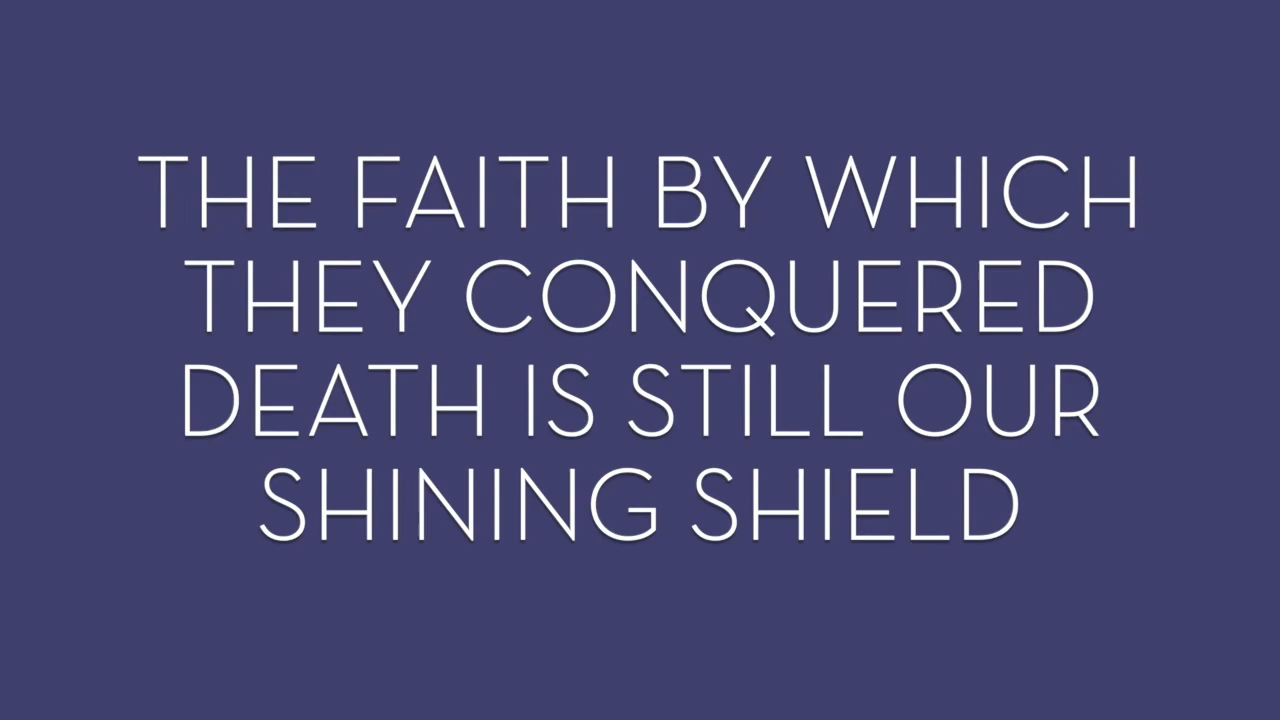 THE FAITH BY WHICH
THEY CONQUERED
DEATH IS STILL OUR
SHINING SHIELD